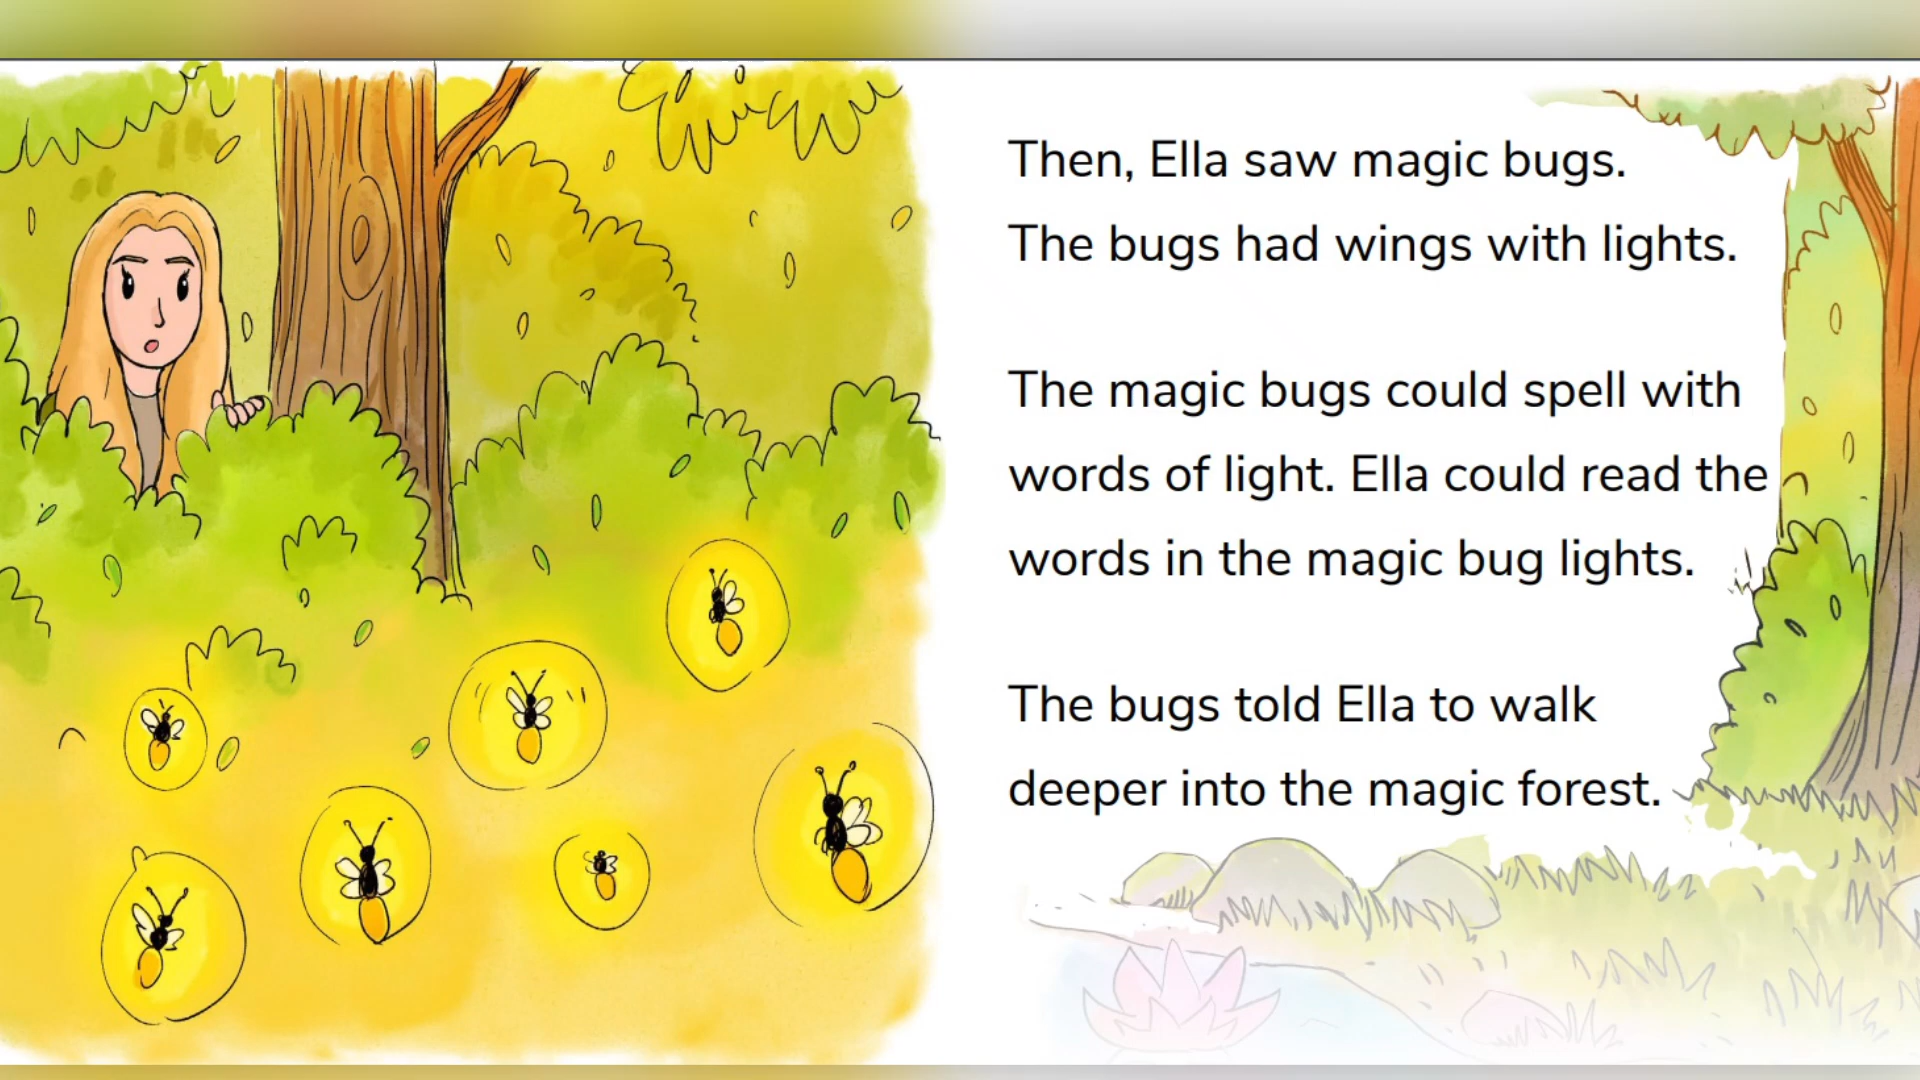 Then, Ella saw magic bugs.
The bugs had wings with lights.
The magic bugs could spell with
words of light. Ella could read the
words in the magic bug lights.
The bugs told Ella to walk
deeper into the magic forest.